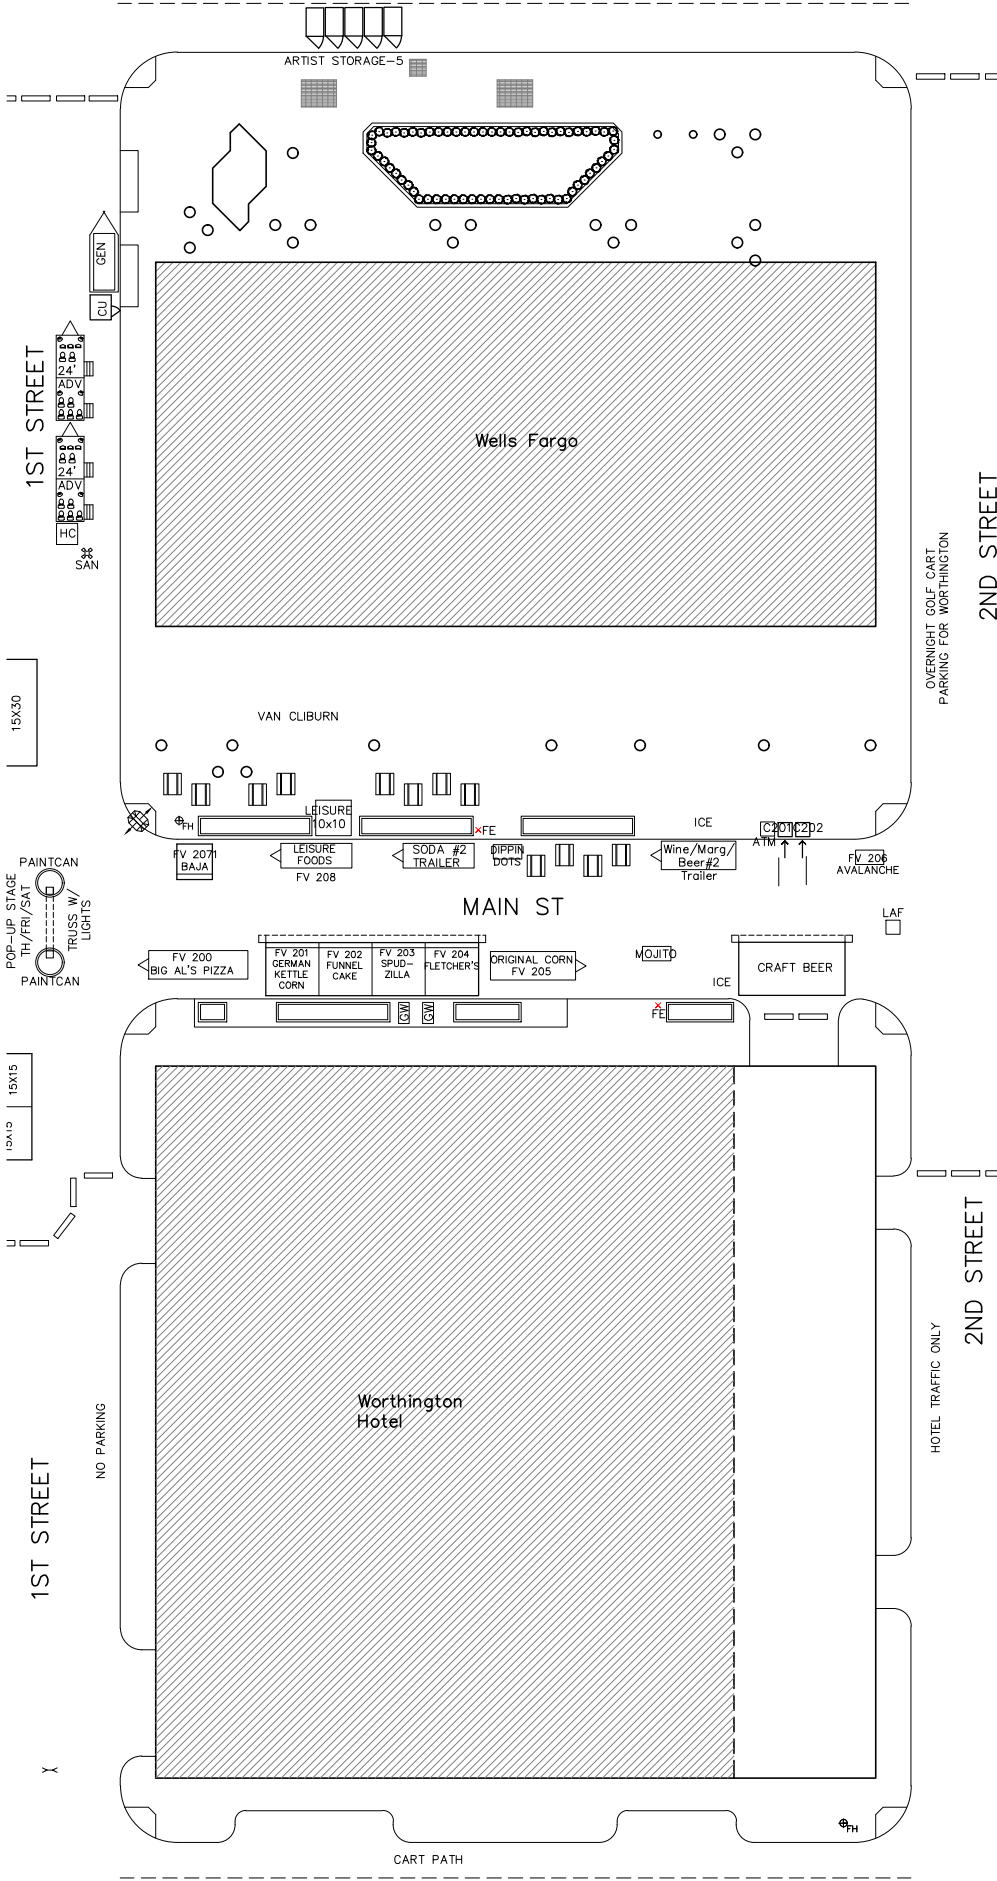 ARTIST STORAGE-5
GEN
CU
1ST STREET
24'
ADV
24'
ADV
HC
SAN
Wells Fargo
2ND STREET
OVERNIGHT GOLF CART
PARKING FOR WORTHINGTON
15X30
VAN CLIBURN
FH
LEISURE
10x10
FE
ICE
C201
C202
ATM
FV 2071
BAJA
LEISURE
FOODS
FV 208
SODA #2
TRAILER
DIPPIN
DOTS
Wine/Marg/
Beer#2
Trailer
FV 206
AVALANCHE
PAINTCAN
POP-UP STAGE
TH/FRI/SAT
TRUSS W/
LIGHTS
PAINTCAN
MAIN ST
LAF
FV 200
BIG AL'S PIZZA
FV 201
GERMAN
KETTLE
CORN
FV 202
FUNNEL
CAKE
FV 203
SPUD-
ZILLA
FV 204
FLETCHER'S
ORIGINAL CORN
FV 205
MOJITO
ICE
CRAFT BEER
GW
GW
FE
15X15
15X15
Worthington
Hotel
NO PARKING
1ST STREET
2ND STREET
HOTEL TRAFFIC ONLY
FH
CART PATH